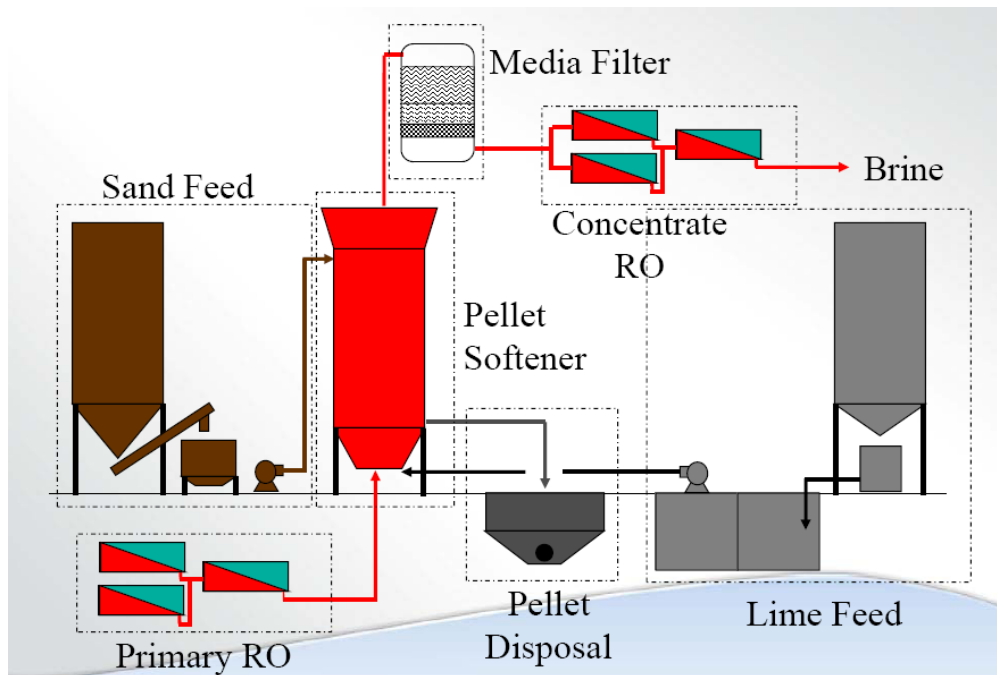 Media Filter
Sand Feed
Brine
Concentrate
RO
Pellet
Softener
Pellet
Disposal
Lime Feed
Primary RO